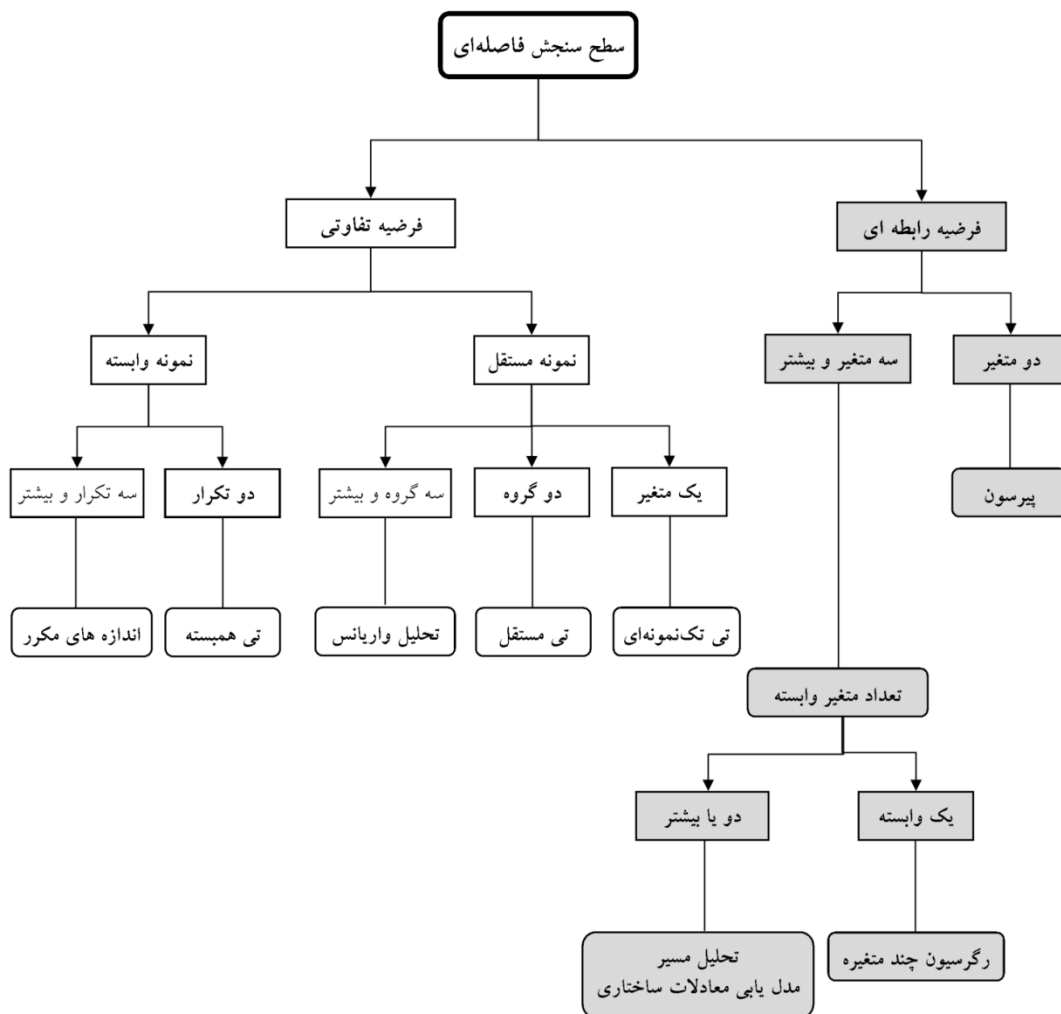 سطح سنجش فاصله‌ای
فرضیه رابطه ای
فرضیه تفاوتی
دو متغیر
سه متغیر و بیشتر
نمونه مستقل
نمونه وابسته
پیرسون
یک متغیر
دو گروه
سه گروه و بیشتر
دو تکرار
سه تکرار و بیشتر
تی تک‌نمونه‌ای
تی مستقل
تحلیل واریانس
تی همبسته
اندازه های مکرر
تعداد متغیر وابسته
یک وابسته
دو یا بیشتر
رگرسیون چند متغیره
تحلیل مسیر
مدل یابی معادلات ساختاری